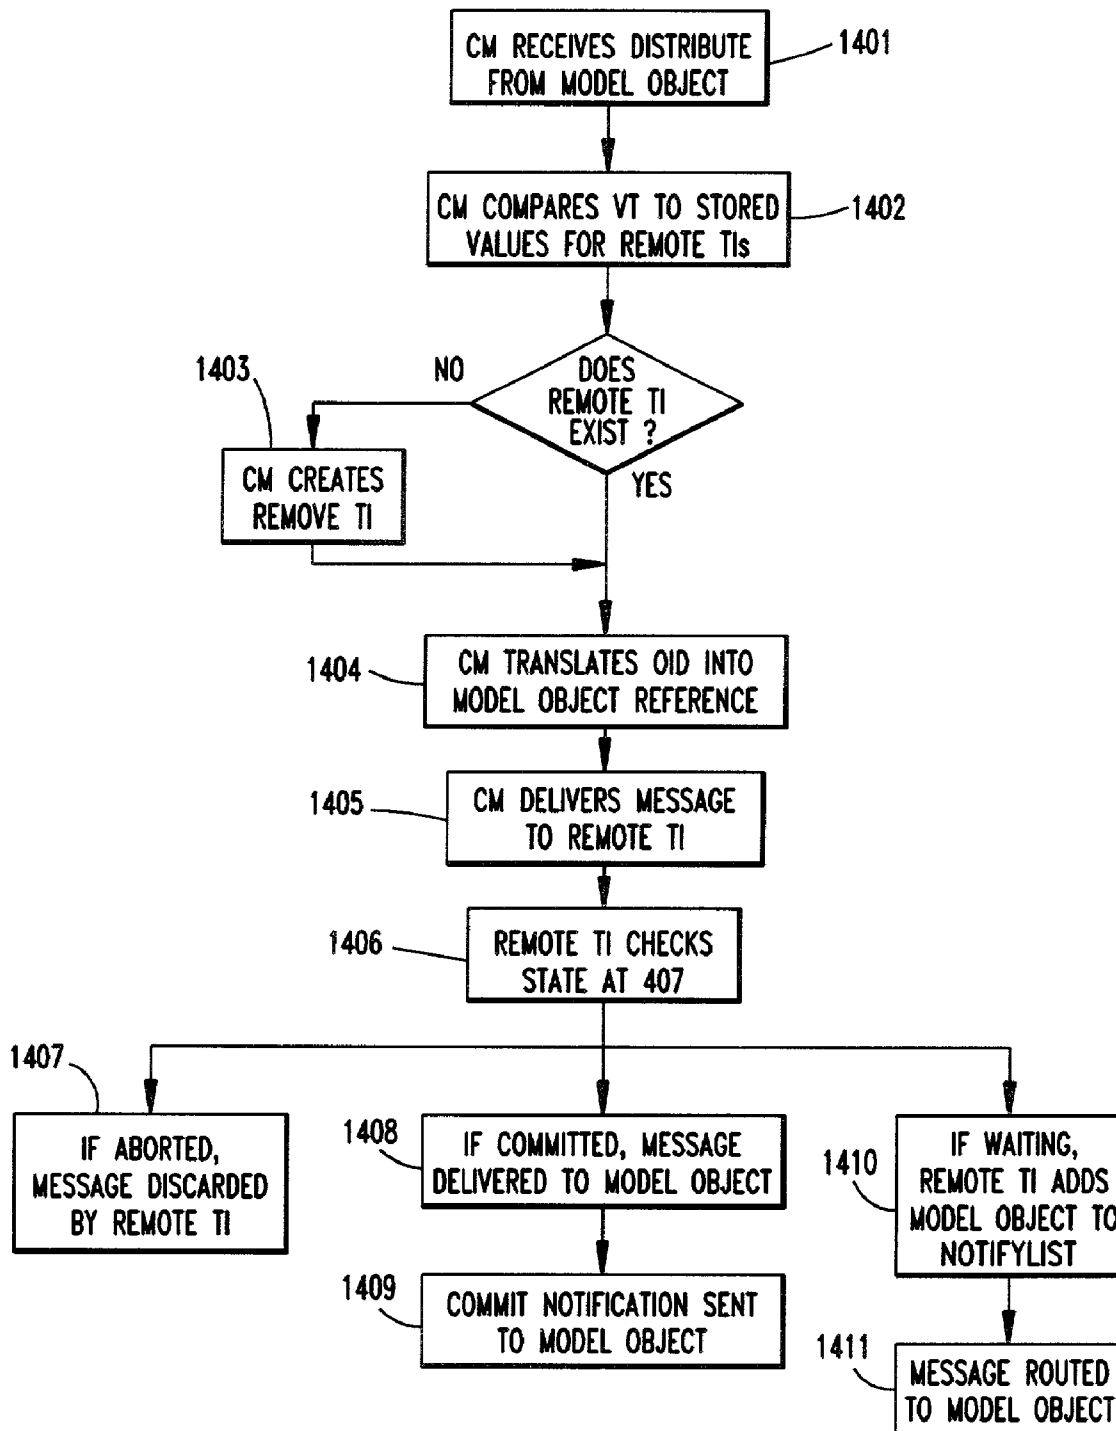 CM RECEIVES DISTRIBUTE
FROM MODEL OBJECT
1401
CM COMPARES VT TO STORED
VALUES FOR REMOTE TIs
1402
DOES
REMOTE TI
EXIST ?
NO
YES
1403
CM CREATES
REMOVE TI
1404
CM TRANSLATES OID INTO
MODEL OBJECT REFERENCE
1405
CM DELIVERS MESSAGE
TO REMOTE TI
1406
REMOTE TI CHECKS
STATE AT 407
1407
IF ABORTED,
MESSAGE DISCARDED
BY REMOTE TI
1408
IF COMMITTED, MESSAGE
DELIVERED TO MODEL OBJECT
1409
COMMIT NOTIFICATION SENT
TO MODEL OBJECT
1410
IF WAITING,
REMOTE TI ADDS
MODEL OBJECT TO
NOTIFYLIST
1411
MESSAGE ROUTED
TO MODEL OBJECT